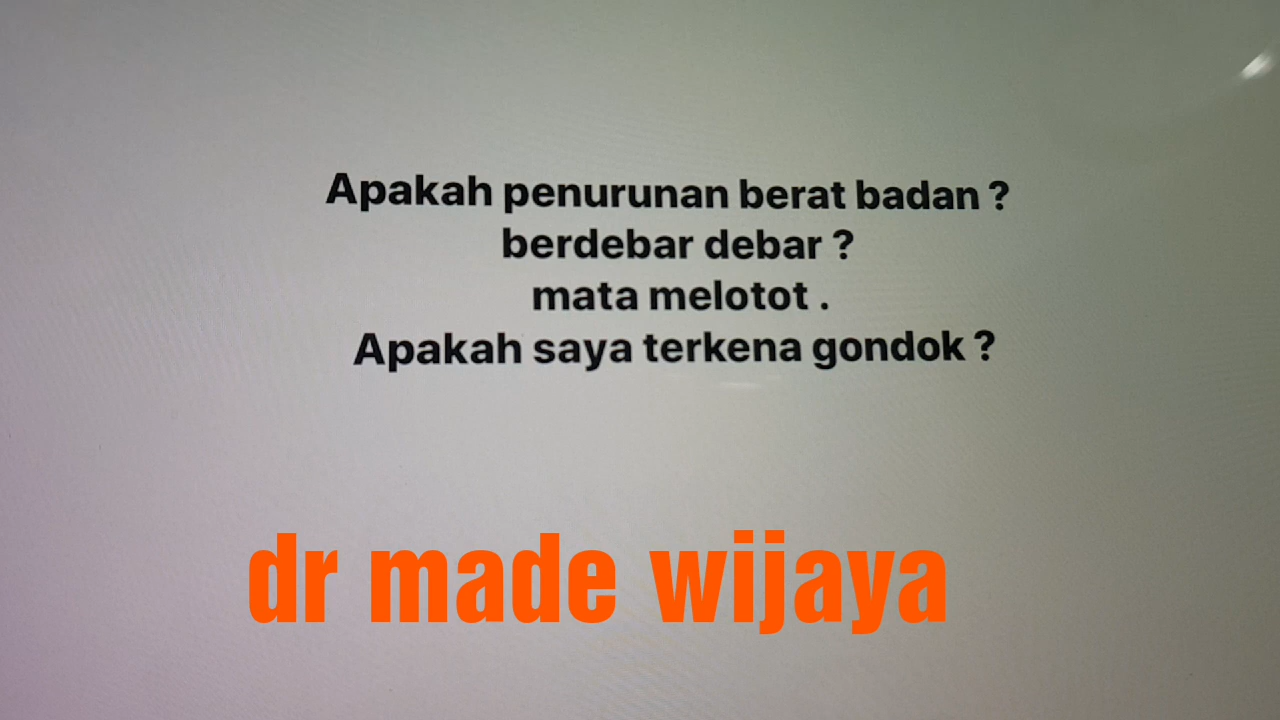 Apakah penurunan berat badan ?
berdebar debar ?
mata melotot .
Apakah saya terkena gondok ?
dr made wijaya